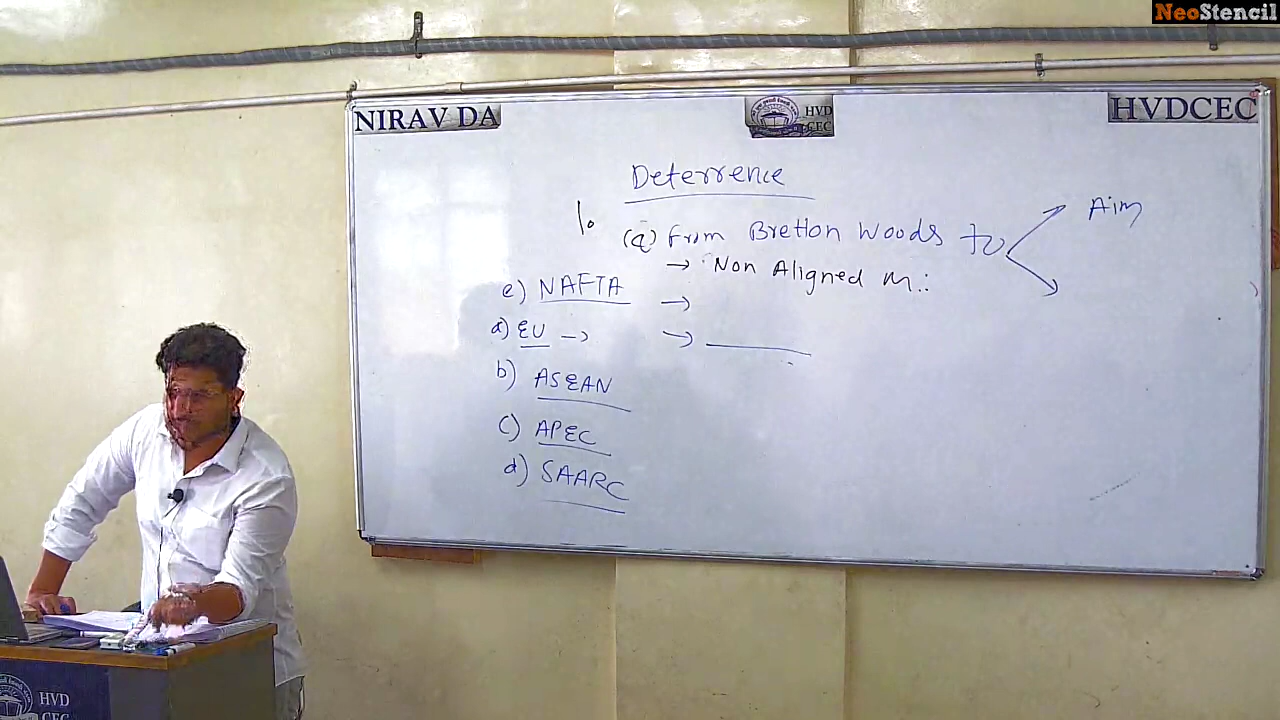 NeoStencil
NIRAV DA
HVD
CEC
HVDCEC
Deterrence
1.
(a) From Bretton Woods to
Aim
→ Non Aligned M.:
e) NAFTA →
a) EU → →
b) ASEAN
c) APEC
d) SAARC
HVD
CEC